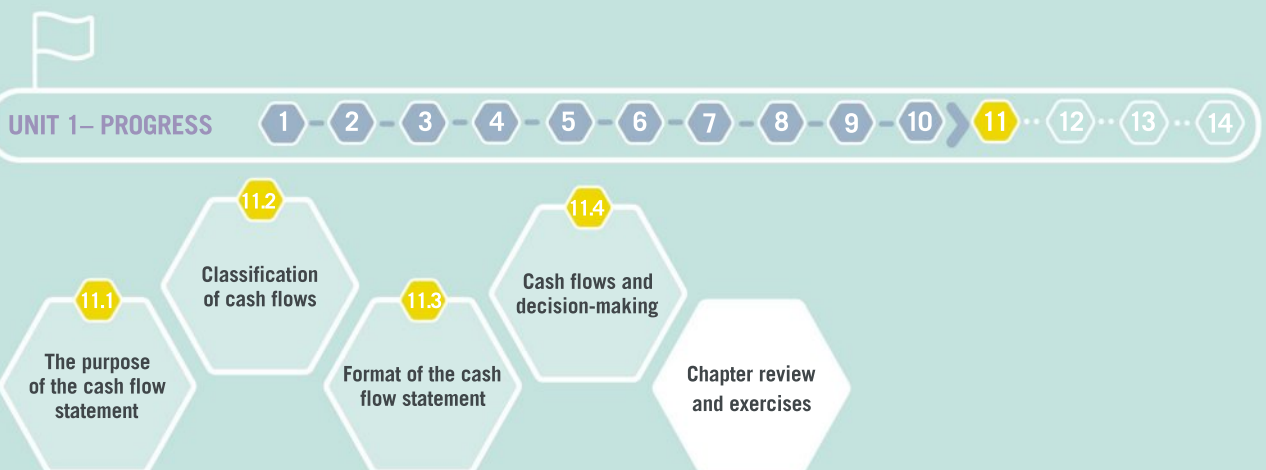 UNIT 1– PROGRESS
1
2
3
4
5
6
7
8
9
10
11
12
13
14
11.1
The purpose
of the cash flow
statement
11.2
Classification
of cash flows
11.3
Format of the cash
flow statement
11.4
Cash flows and
decision-making
Chapter review
and exercises